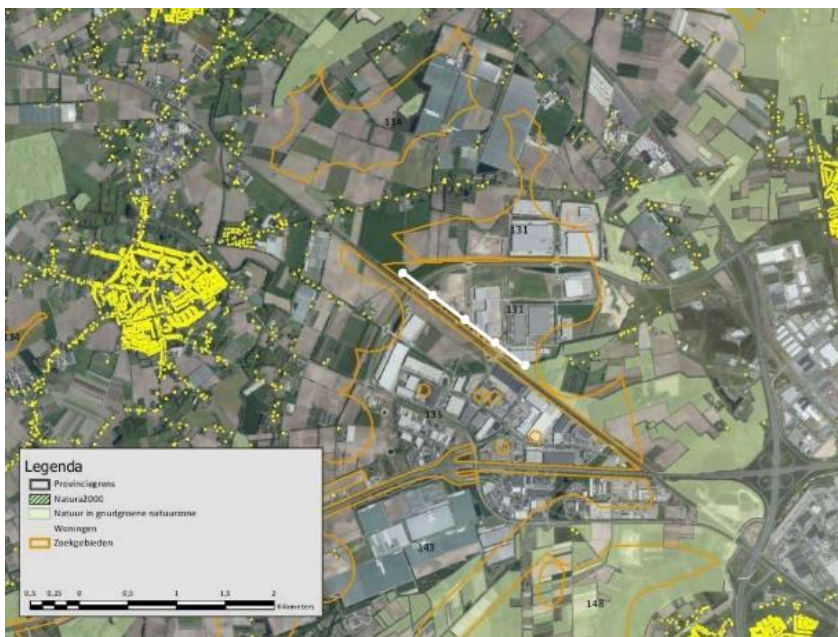 114
131
131
134
135
143
148
Legenda
Provinciegrens
Natura2000
Natuur in goudgroene natuurzone
Woningen
Zoekgebieden
0,5 0,25 0 0,5 1 1,5 2
Kilometers